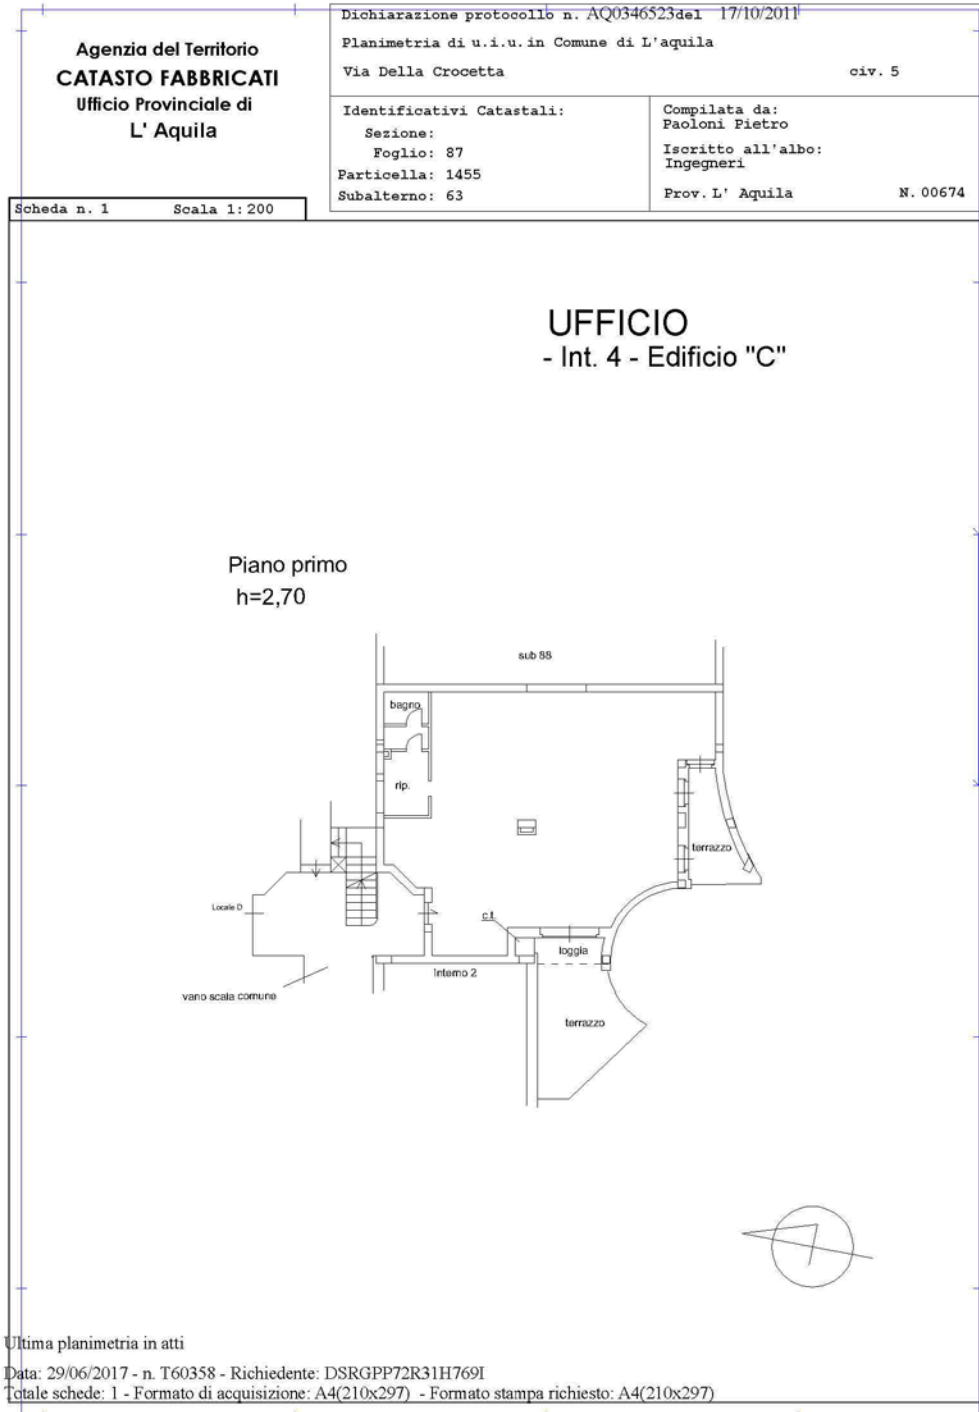 Agenzia del Territorio
CATASTO FABBRICATI
Ufficio Provinciale di
L' Aquila
Dichiarazione protocollo n. AQ0346523del 17/10/2011
Planimetria di u.i.u. in Comune di L'aquila
Via Della Crocetta civ. 5
Identificativi Catastali:
Sezione:
Foglio: 87
Particella: 1455
Subalterno: 63
Compilata da:
Paoloni Pietro
Iscritto all'albo:
Ingegneri
Prov. L' Aquila N. 00674
Scheda n. 1 Scala 1:200
UFFICIO
- Int. 4 - Edificio "C"
Piano primo
h=2,70
sub 88
bagno
rip.
terrazzo
Locale D
c.t.
loggia
Interno 2
vano scala comune
terrazzo
Ultima planimetria in atti
Data: 29/06/2017 - n. T60358 - Richiedente: DSRGPP72R31H769I
Totale schede: 1 - Formato di acquisizione: A4(210x297) - Formato stampa richiesto: A4(210x297)